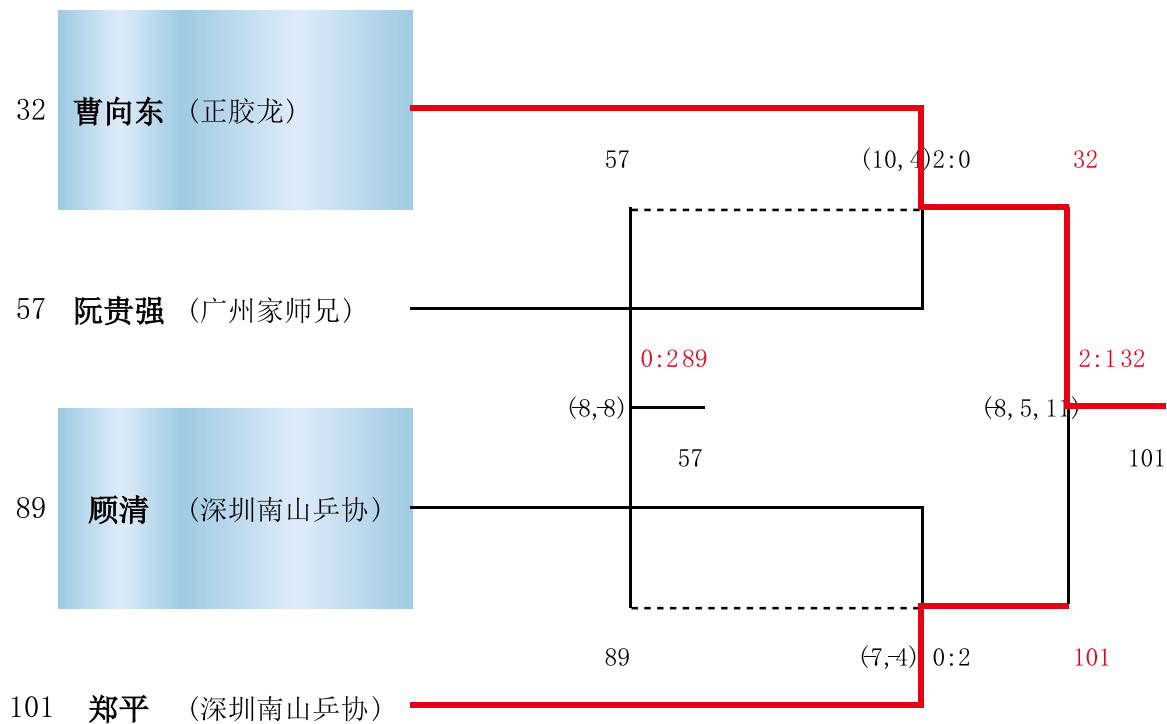 32 曹向东 (正胶龙)
57 (10, 4)2:0 32
57 阮贵强 (广州家师兄)
0:289 2:132
(-8,-8) (-8, 5, 11)
57 101
89 顾清 (深圳南山乒协)
89 (-7,-4) 0:2 101
101 郑平 (深圳南山乒协)